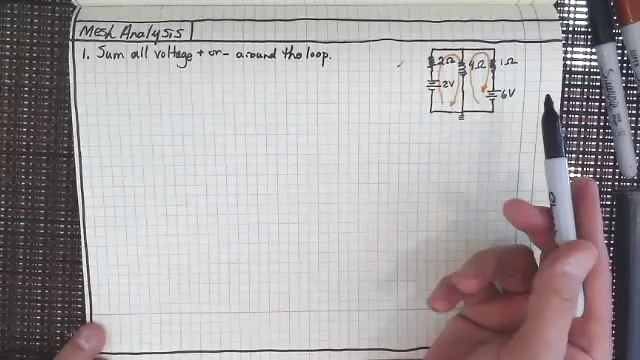 Mesh Analysis
1. Sum all voltage + or - around the loop.
2Ω 4Ω 1Ω
2V
6V